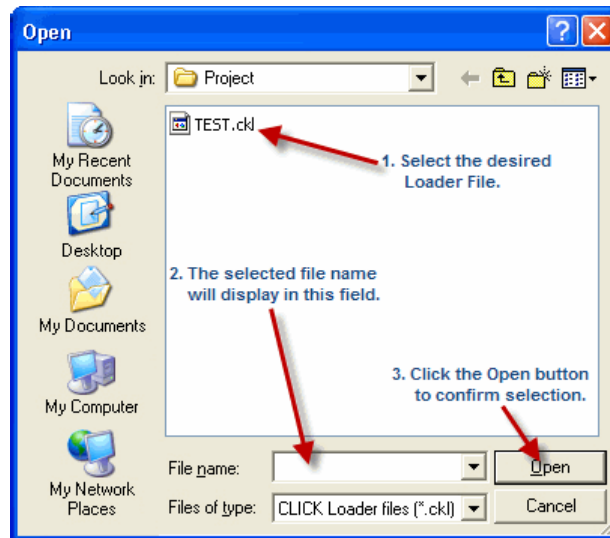 Open
Look in: Project
TEST.ckl
1. Select the desired
Loader File.
My Recent
Documents
Desktop
2. The selected file name
will display in this field.
My Documents
3. Click the Open button
to confirm selection.
My Computer
File name: Open
My Network
Places
Files of type: CLICK Loader files (*.ckl) Cancel